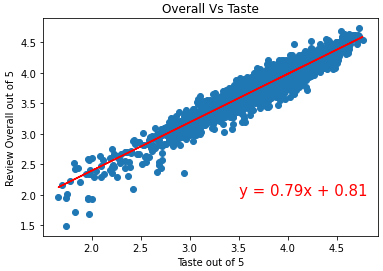 Overall Vs Taste
Review Overall out of 5
4.5
4.0
3.5
3.0
2.5
2.0
1.5
y = 0.79x + 0.81
2.0 2.5 3.0 3.5 4.0 4.5
Taste out of 5